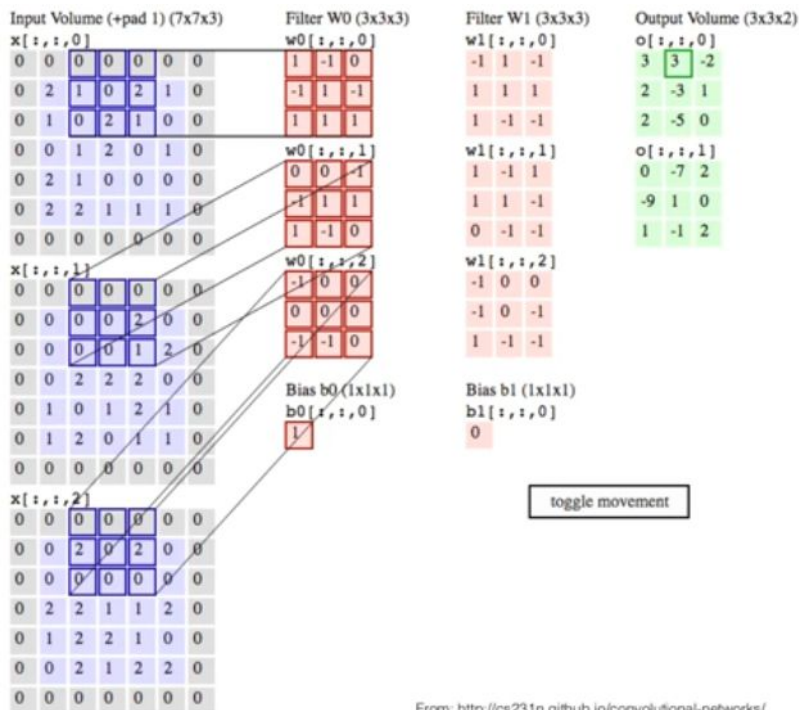 Input Volume (+pad 1) (7x7x3)
x[:,:,0]
0 0 0 0 0 0 0
0 2 1 0 2 1 0
0 1 0 2 1 0 0
0 0 1 2 0 1 0
0 2 1 0 0 0 0
0 2 2 1 1 1 0
0 0 0 0 0 0 0
x[:,:,1]
0 0 0 0 0 0 0
0 0 0 0 2 0 0
0 0 0 0 1 2 0
0 0 2 2 2 0 0
0 1 0 1 2 1 0
0 1 2 0 1 1 0
0 0 0 0 0 0 0
x[:,:,2]
0 0 0 0 0 0 0
0 0 2 0 2 0 0
0 0 0 0 0 0 0
0 2 2 1 1 2 0
0 1 2 2 1 0 0
0 0 2 1 2 2 0
0 0 0 0 0 0 0
Filter W0 (3x3x3)
w0[:,:,0]
1 -1 0
-1 1 -1
1 1 1
w0[:,:,1]
0 0 -1
-1 1 1
1 -1 0
w0[:,:,2]
-1 0 0
0 0 0
-1 -1 0
Bias b0 (1x1x1)
b0[:,:,0]
1
Filter W1 (3x3x3)
w1[:,:,0]
-1 1 -1
1 1 1
1 -1 -1
w1[:,:,1]
1 -1 1
1 1 -1
0 -1 -1
w1[:,:,2]
-1 0 0
-1 0 -1
1 -1 -1
Bias b1 (1x1x1)
b1[:,:,0]
0
Output Volume (3x3x2)
o[:,:,0]
3 3 -2
2 -3 1
2 -5 0
o[:,:,1]
0 -7 2
-9 1 0
1 -1 2
toggle movement
From: http://cs231n.github.io/convolutional-networks/